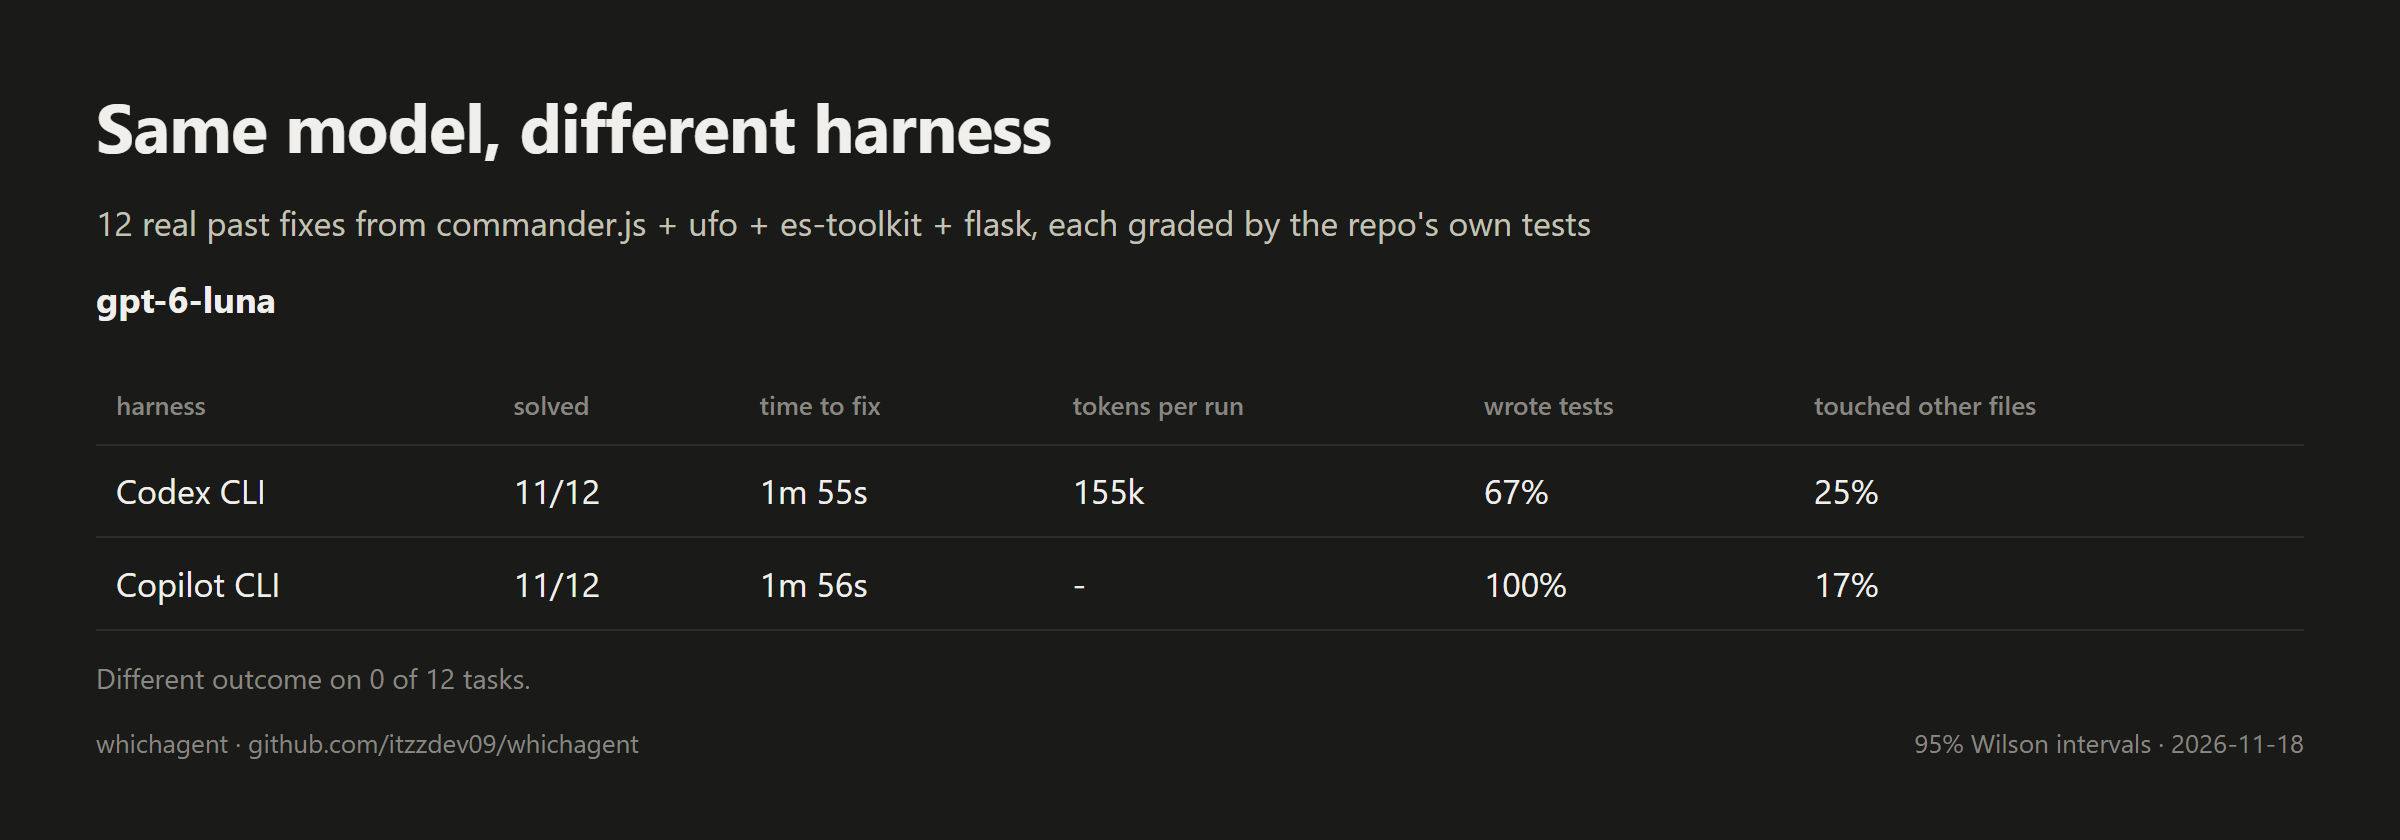 Same model, different harness
12 real past fixes from commander.js + ufo + es-toolkit + flask, each graded by the repo's own tests
gpt-6-luna
harness solved time to fix tokens per run wrote tests touched other files
Codex CLI 11/12 1m 55s 155k 67% 25%
Copilot CLI 11/12 1m 56s - 100% 17%
Different outcome on 0 of 12 tasks.
whichagent · github.com/itzzdev09/whichagent 95% Wilson intervals · 2026-11-18